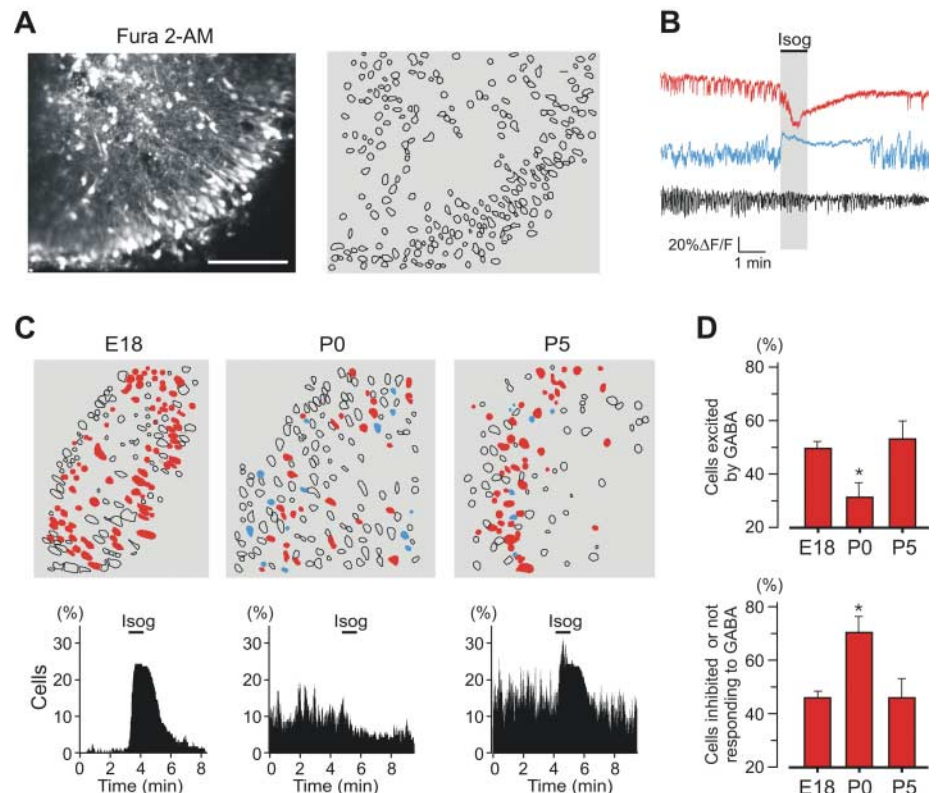 A
Fura 2-AM
B
Isog
20%ΔF/F
1 min
C
E18
P0
P5
(%)
30
20
10
0
Cells
Isog
0 2 4 6 8
Time (min)
(%)
30
20
10
0
Isog
0 2 4 6 8
Time (min)
(%)
30
20
10
0
Isog
0 2 4 6 8
Time (min)
D
(%)
80
60
40
20
Cells excited
by GABA
*
E18 P0 P5
(%)
80
60
40
20
Cells inhibited or not
responding to GABA
*
E18 P0 P5